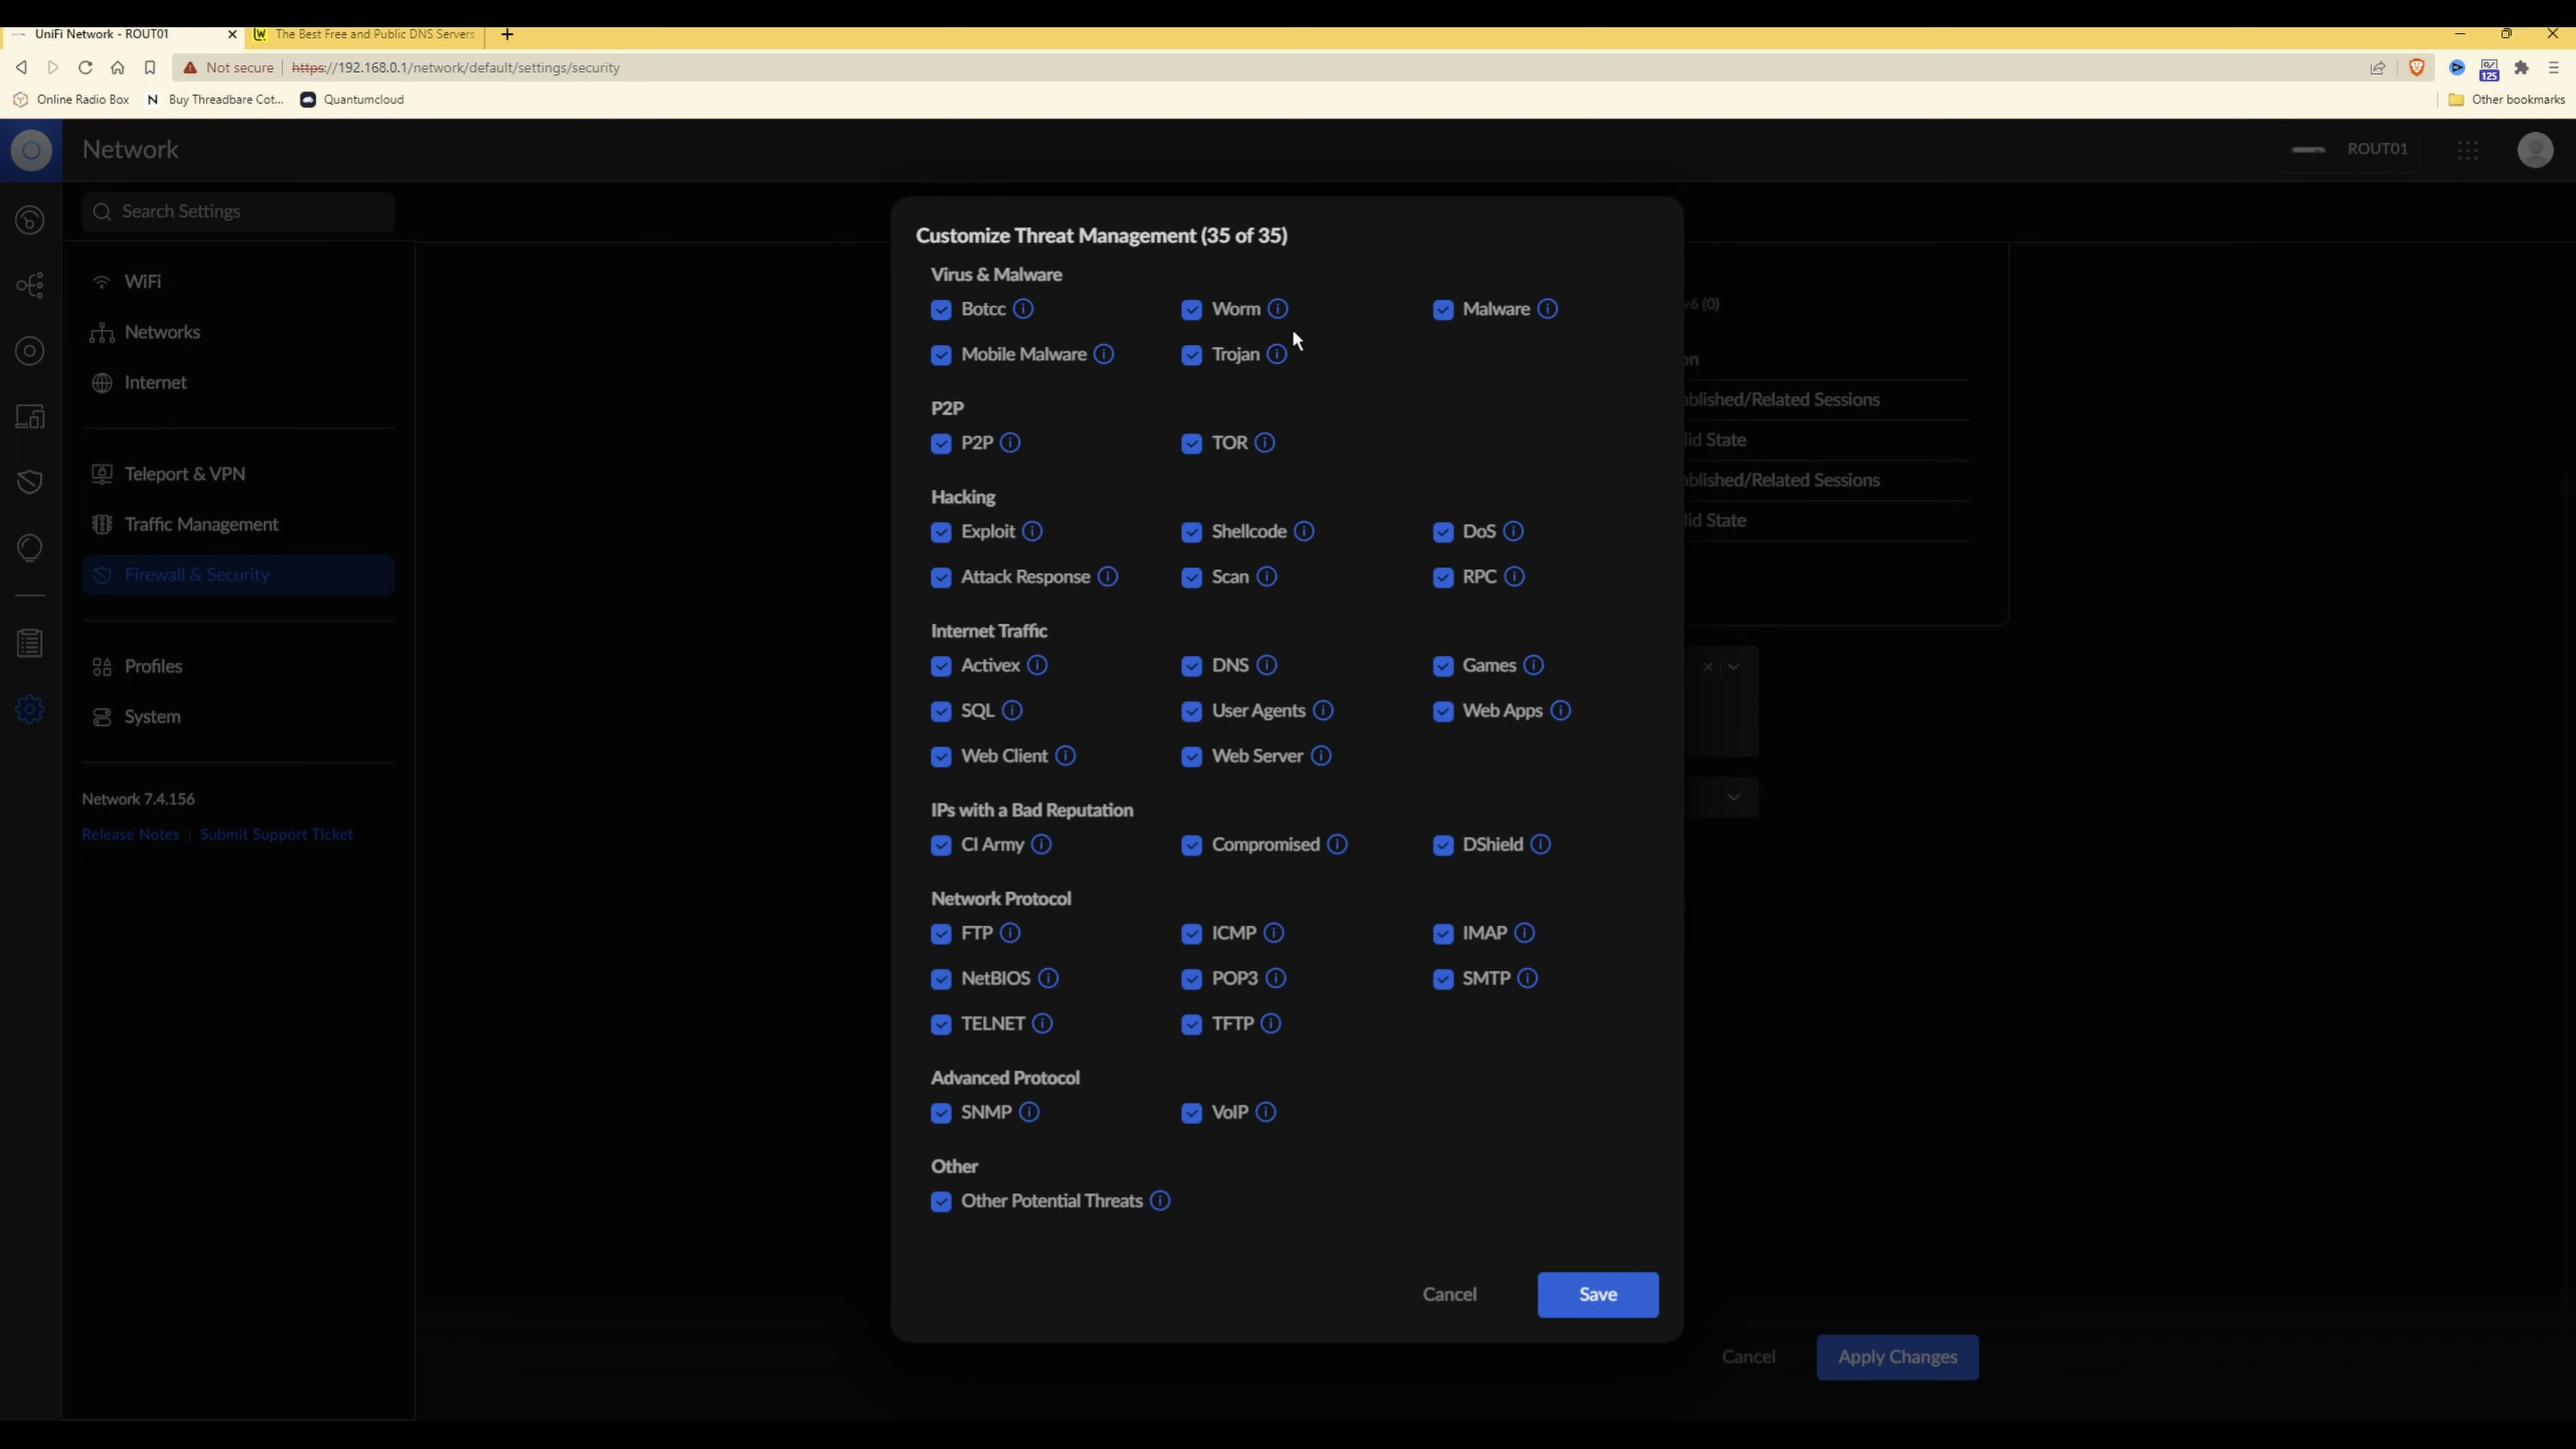 UniFi Network - ROUT01
The Best Free and Public DNS Servers
Not secure
https://192.168.0.1/network/default/settings/security
125
Online Radio Box
N Buy Threadbare Cot...
Quantumcloud
Other bookmarks
Network
ROUT01
Search Settings
WiFi
Networks
Internet
Teleport & VPN
Traffic Management
Firewall & Security
Profiles
System
Network 7.4.156
Release Notes | Submit Support Ticket
Customize Threat Management (35 of 35)
Virus & Malware
Botcc Worm Malware
Mobile Malware Trojan
P2P
P2P TOR
Hacking
Exploit Shellcode DoS
Attack Response Scan RPC
Internet Traffic
Activex DNS Games
SQL User Agents Web Apps
Web Client Web Server
IPs with a Bad Reputation
CI Army Compromised DShield
Network Protocol
FTP ICMP IMAP
NetBIOS POP3 SMTP
TELNET TFTP
Advanced Protocol
SNMP VoIP
Other
Other Potential Threats
Cancel Save
v6 (0)
on
ablished/Related Sessions
lid State
ablished/Related Sessions
lid State
Cancel Apply Changes